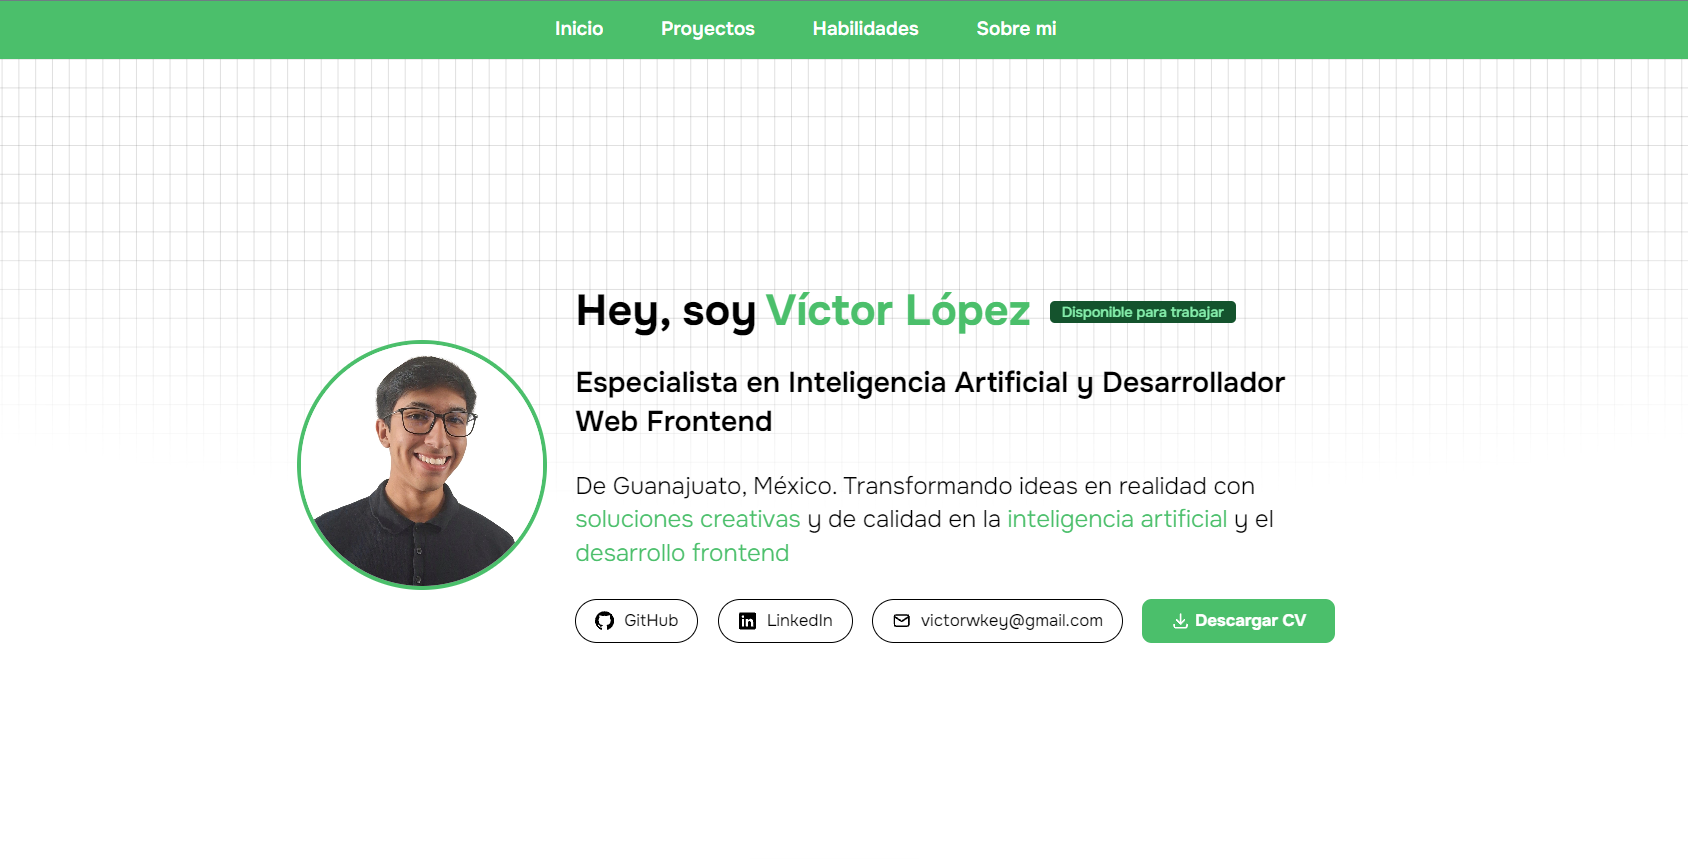 Inicio Proyectos Habilidades Sobre mi
Hey, soy Víctor López Disponible para trabajar
Especialista en Inteligencia Artificial y Desarrollador
Web Frontend
De Guanajuato, México. Transformando ideas en realidad con
soluciones creativas y de calidad en la inteligencia artificial y el
desarrollo frontend
GitHub LinkedIn victorwkey@gmail.com Descargar CV